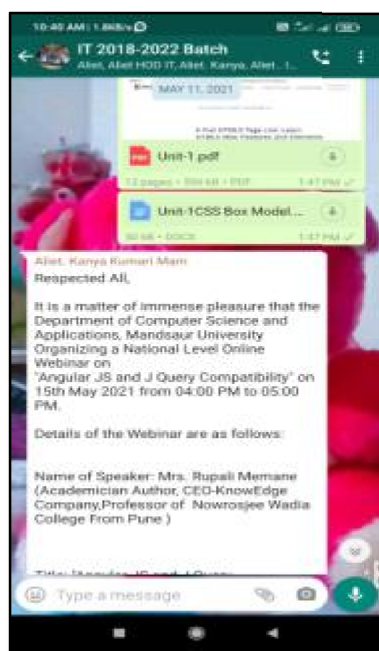 10:40 AM | 1.8KB/s
IT 2018-2022 Batch
Aliet, Aliet HOD IT, Aliet. Kanya, Aliet.
MAY 11, 2021
Unit-1.pdf
12 pages • PDF 1:47 PM
Unit-1CSS Box Model...
DOCX 1:47 PM
Aliet. Kanya Kumari Mam
Respected All,
It is a matter of Immense pleasure that the
Department of Computer Science and
Applications, Mandsaur University
Organizing a National Level Online
Webinar on
"Angular JS and J Query Compatibility" on
15th May 2021 from 04:00 PM to 05:00
PM.
Details of the Webinar are as follows:
Name of Speaker: Mrs. Rupali Memane
(Academician Author, CEO-KnowEdge
Company,Professor of Nowrosjee Wadia
College From Pune )
Type a message